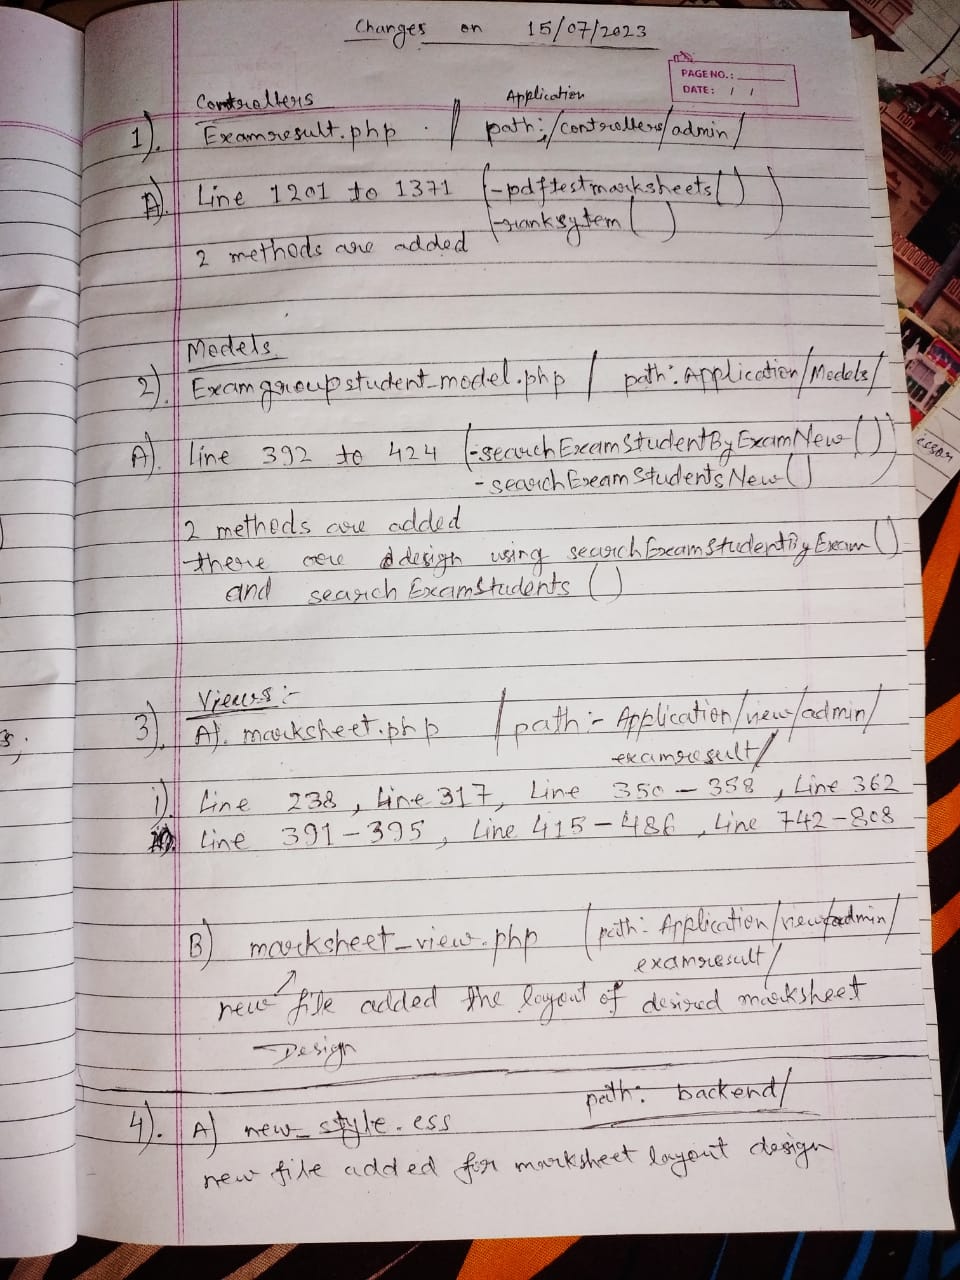 Changes on 15/07/2023
PAGE NO.:
DATE: / /
Controllers
Application
1). Examresult.php / path:/controllers/admin/
A). Line 1201 to 1371 (-pdftestmarksheets()
-ranksytem() )
2 methods are added
Models
2). Examgroupstudent_model.php / path: Application/Models/
A). line 392 to 424 (-searchExamStudentByExamNew()
-searchExamStudentsNew() )
2 methods are added
there are design using searchExamStudentByExam()
and searchExamStudents ()
Views:-
3). A). marksheet.php / path:- Application/view/admin/
examresult/
i). Line 238, Line 317, Line 350-358, Line 362
Line 391-395, Line 415-486, Line 742-808
B) marksheet_view.php (path: Application/view/admin/
examresult/
new file added the layout of desired marksheet
Design
path: backend/
4). A) new_style.css
new file added for marksheet layout design